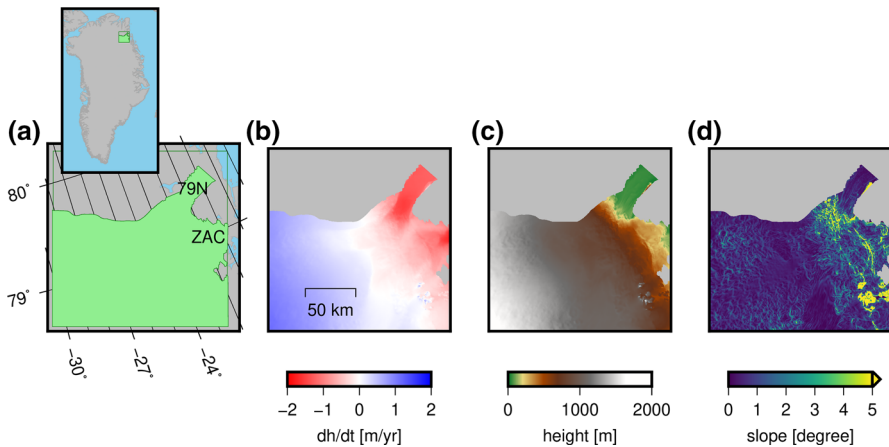 (a)
(b)
(c)
(d)
79N
ZAC
80°
79°
−30°
−27°
−24°
50 km
−2 −1 0 1 2
dh/dt [m/yr]
0 1000 2000
height [m]
0 1 2 3 4 5
slope [degree]